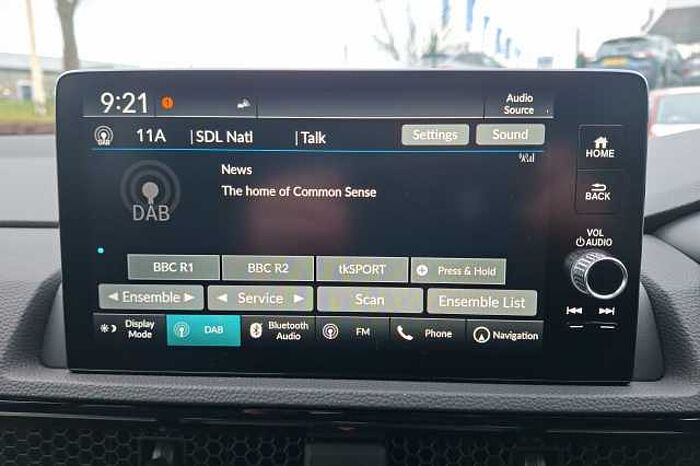 9:21
Audio Source
DAB 11A | SDL Natl | Talk Settings Sound
News
The home of Common Sense
DAB
BBC R1 BBC R2 tkSPORT Press & Hold
Ensemble Service Scan Ensemble List
Display Mode DAB Bluetooth Audio FM Phone Navigation
HOME
BACK
VOL
AUDIO